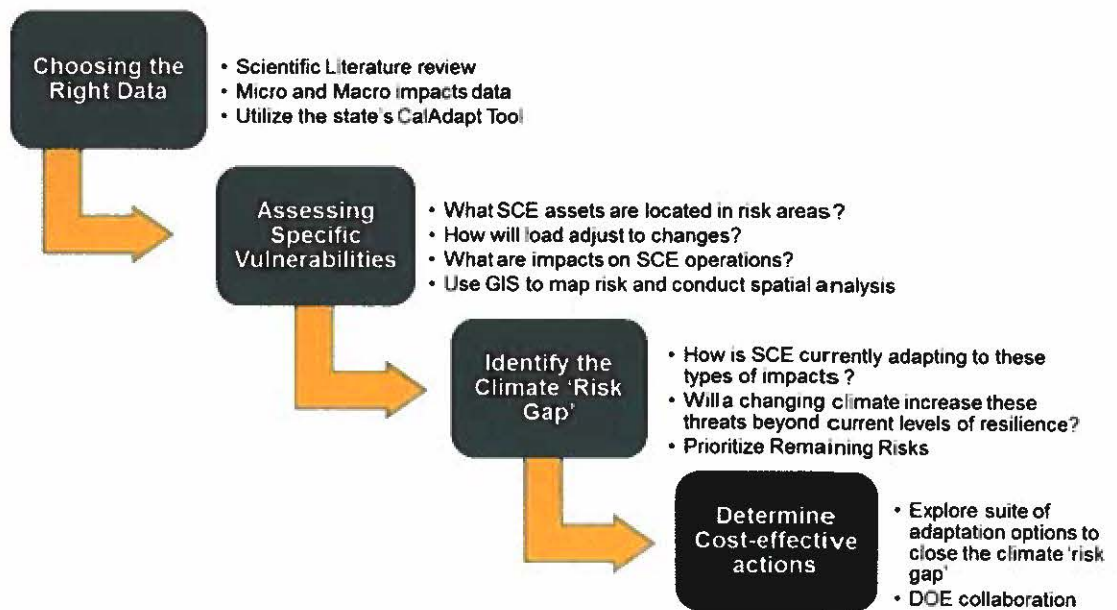 Choosing the
Right Data
• Scientific Literature review
• Micro and Macro impacts data
• Utilize the state's CalAdapt Tool
Assessing
Specific
Vulnerabilities
• What SCE assets are located in risk areas?
• How will load adjust to changes?
• What are impacts on SCE operations?
• Use GIS to map risk and conduct spatial analysis
Identify the
Climate 'Risk
Gap'
• How is SCE currently adapting to these
types of impacts?
• Will a changing climate increase these
threats beyond current levels of resilience?
• Prioritize Remaining Risks
Determine
Cost-effective
actions
• Explore suite of
adaptation options to
close the climate 'risk
gap'
• DOE collaboration